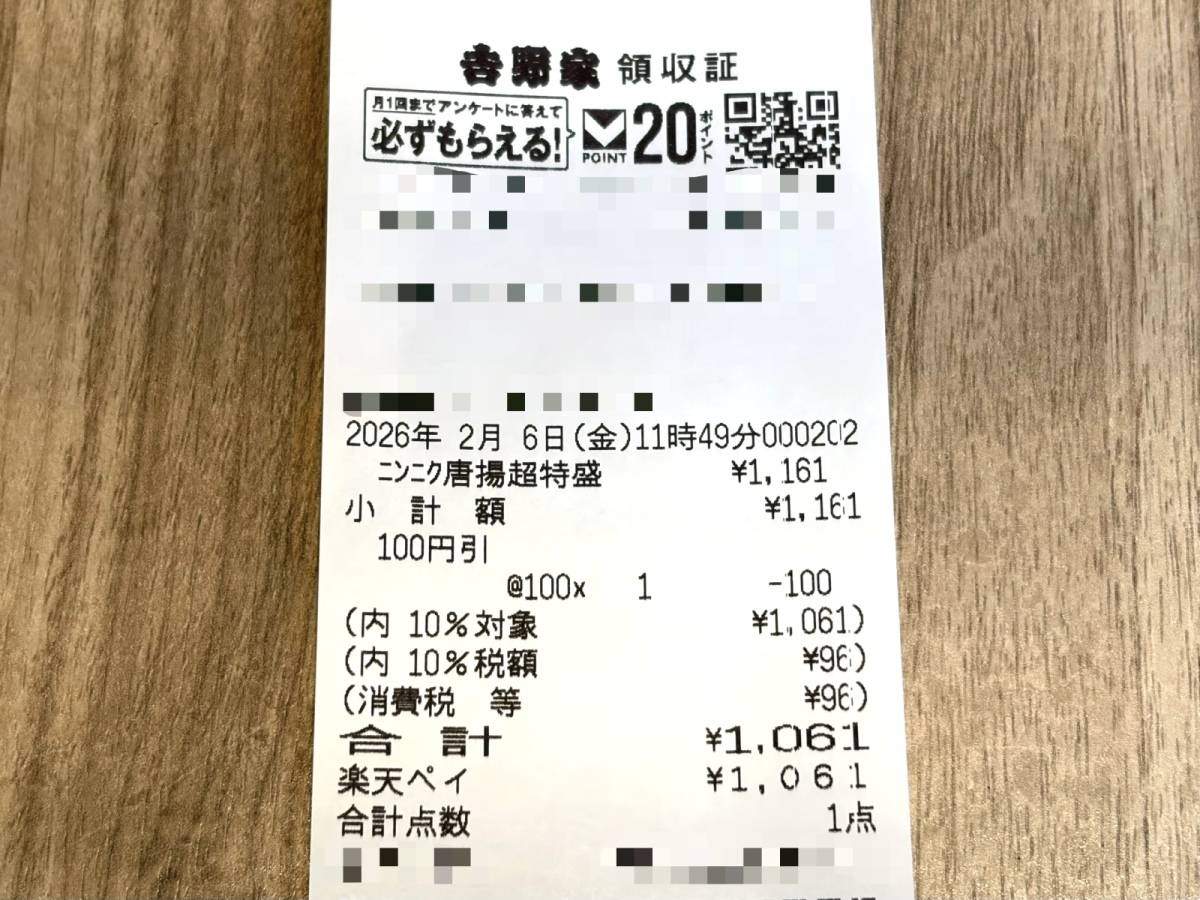 吉野家 領収証
月1回までアンケートに答えて
必ずもらえる!
V POINT 20ポイント
2026年 2月 6日(金)11時49分000202
ﾆﾝﾆｸ唐揚超特盛 ¥1,161
小 計 額 ¥1,161
100円引
@100x 1 -100
(内 10%対象 ¥1,061)
(内 10%税額 ¥96)
(消費税 等 ¥96)
合 計 ¥1,061
楽天ペイ ¥1,061
合計点数 1点